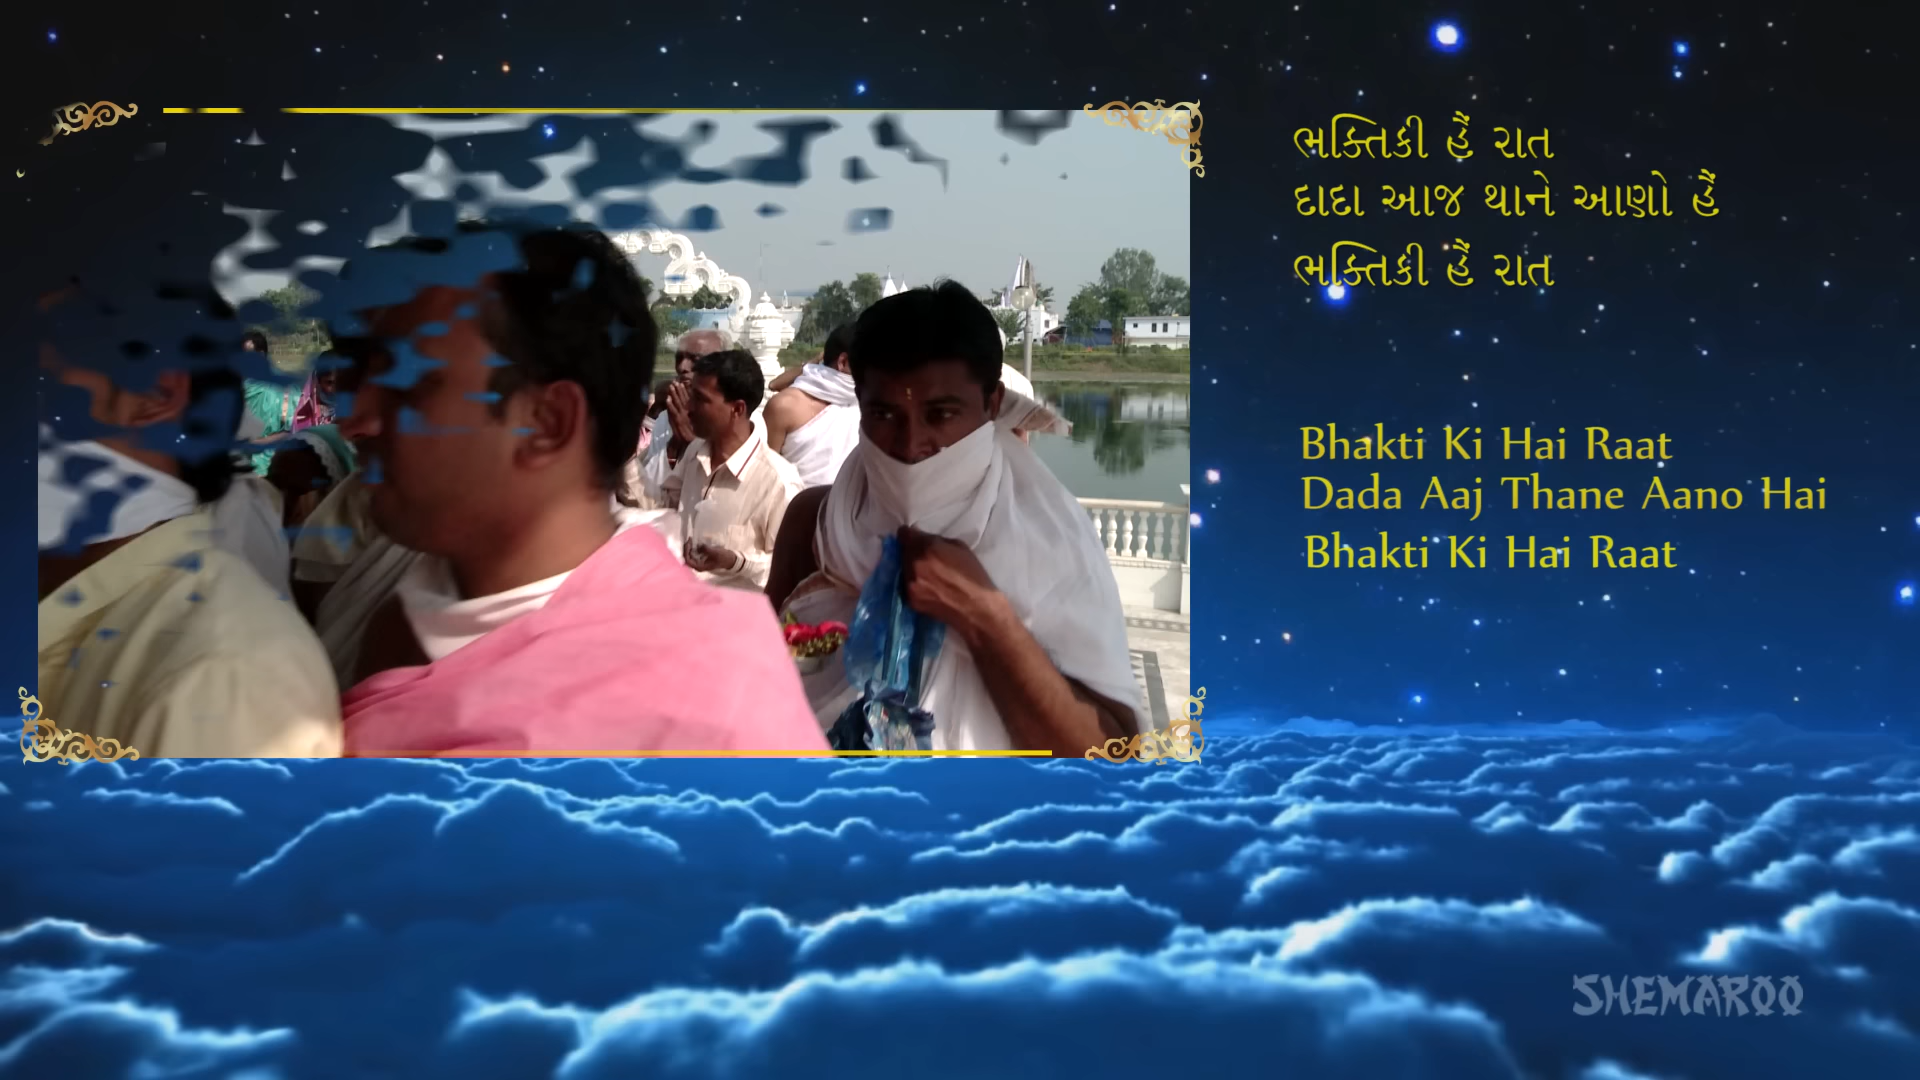 ભક્તિકી હૈં રાત
દાદા આજ થાને આણો હૈં
ભક્તિકી હૈં રાત
Bhakti Ki Hai Raat
Dada Aaj Thane Aano Hai
Bhakti Ki Hai Raat
SHEMAROO